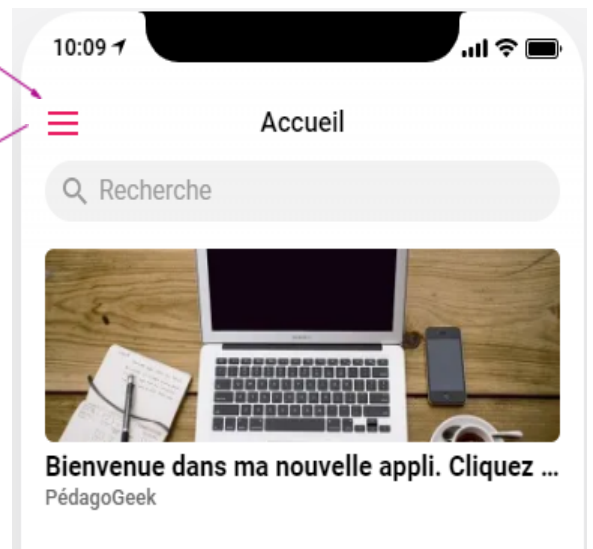 10:09
Accueil
Recherche
Bienvenue dans ma nouvelle appli. Cliquez ...
PédagoGeek